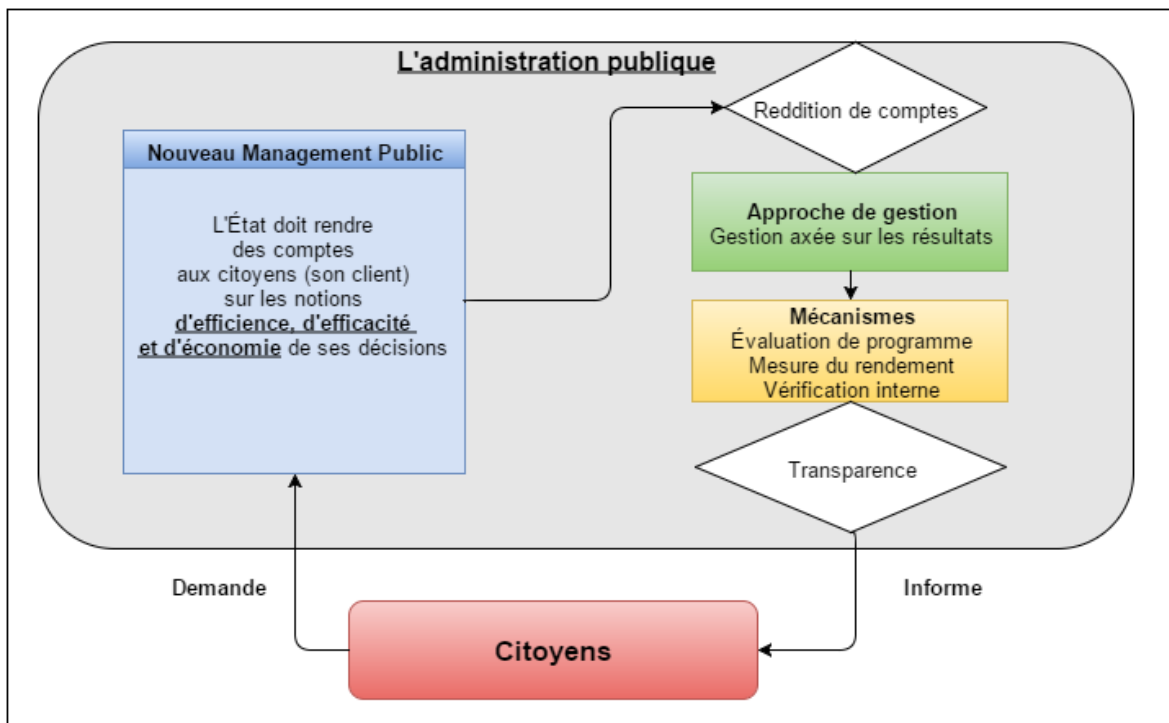 L'administration publique
Reddition de comptes
Nouveau Management Public
L'État doit rendre
des comptes
aux citoyens (son client)
sur les notions
d'efficience, d'efficacité
et d'économie de ses décisions
Approche de gestion
Gestion axée sur les résultats
Mécanismes
Évaluation de programme
Mesure du rendement
Vérification interne
Transparence
Demande
Informe
Citoyens